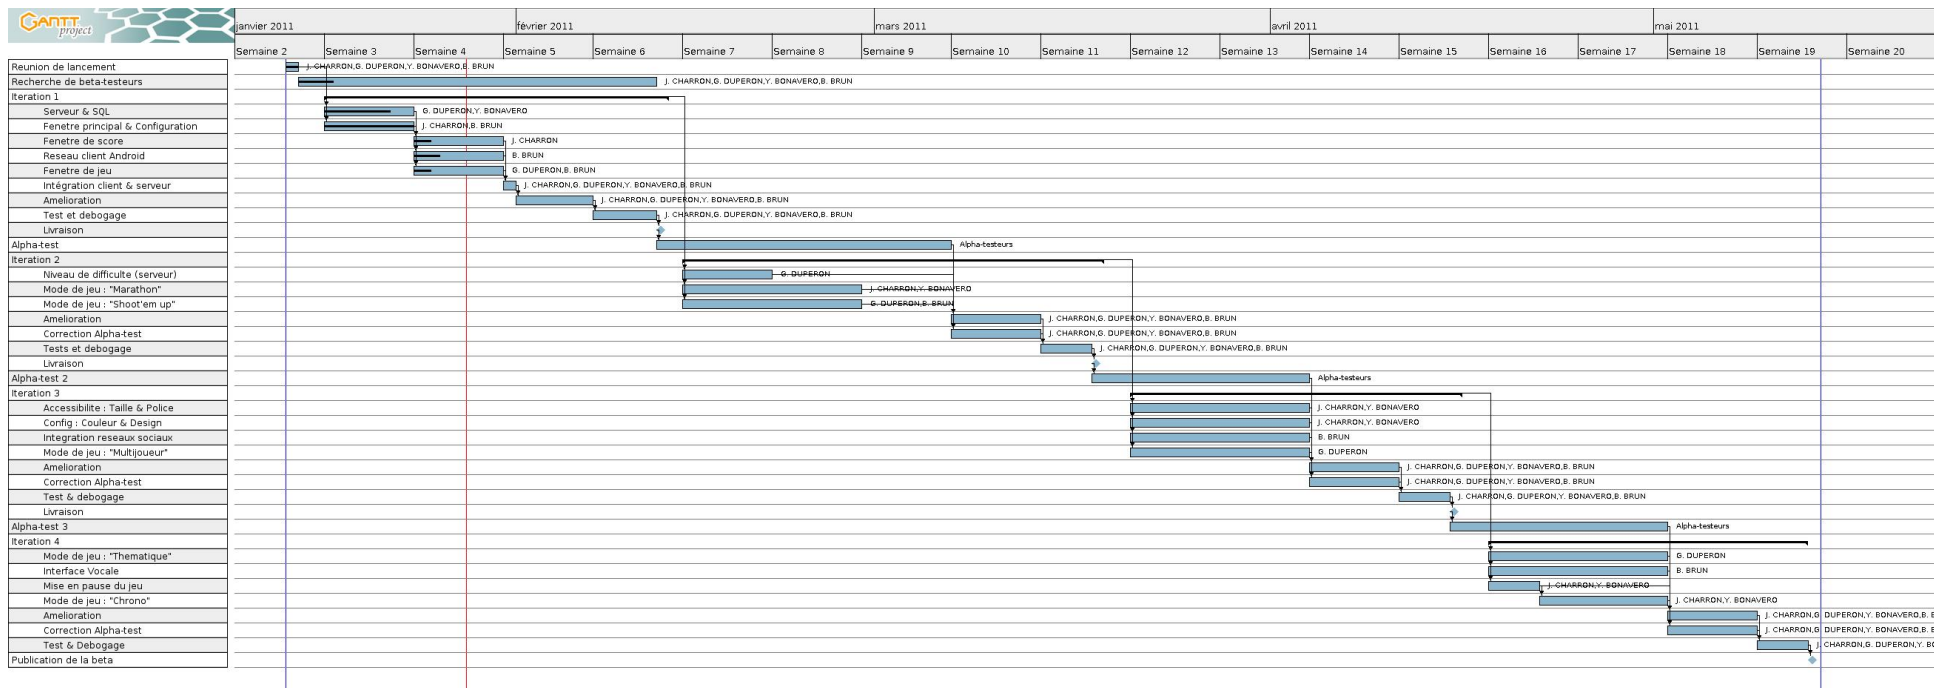 GANTT project
janvier 2011 février 2011 mars 2011 avril 2011 mai 2011
Semaine 2 Semaine 3 Semaine 4 Semaine 5 Semaine 6 Semaine 7 Semaine 8 Semaine 9 Semaine 10 Semaine 11 Semaine 12 Semaine 13 Semaine 14 Semaine 15 Semaine 16 Semaine 17 Semaine 18 Semaine 19 Semaine 20
Reunion de lancement J. CHARRON,G. DUPERON,Y. BONAVERO,B. BRUN
Recherche de beta-testeurs J. CHARRON,G. DUPERON,Y. BONAVERO,B. BRUN
Iteration 1
Serveur & SQL G. DUPERON,Y. BONAVERO
Fenetre principal & Configuration J. CHARRON,B. BRUN
Fenetre de score J. CHARRON
Reseau client Android B. BRUN
Fenetre de jeu G. DUPERON,B. BRUN
Intégration client & serveur J. CHARRON,G. DUPERON,Y. BONAVERO,B. BRUN
Amelioration J. CHARRON,G. DUPERON,Y. BONAVERO,B. BRUN
Test et debogage J. CHARRON,G. DUPERON,Y. BONAVERO,B. BRUN
Livraison
Alpha-test Alpha-testeurs
Iteration 2
Niveau de difficulte (serveur) G. DUPERON
Mode de jeu : "Marathon" J. CHARRON,Y. BONAVERO
Mode de jeu : "Shoot'em up" G. DUPERON,B. BRUN
Amelioration J. CHARRON,G. DUPERON,Y. BONAVERO,B. BRUN
Correction Alpha-test J. CHARRON,G. DUPERON,Y. BONAVERO,B. BRUN
Tests et debogage J. CHARRON,G. DUPERON,Y. BONAVERO,B. BRUN
Livraison
Alpha-test 2 Alpha-testeurs
Iteration 3
Accessibilite : Taille & Police J. CHARRON,Y. BONAVERO
Config : Couleur & Design J. CHARRON,Y. BONAVERO
Integration reseaux sociaux B. BRUN
Mode de jeu : "Multijoueur" G. DUPERON
Amelioration J. CHARRON,G. DUPERON,Y. BONAVERO,B. BRUN
Correction Alpha-test J. CHARRON,G. DUPERON,Y. BONAVERO,B. BRUN
Test & debogage J. CHARRON,G. DUPERON,Y. BONAVERO,B. BRUN
Livraison
Alpha-test 3 Alpha-testeurs
Iteration 4
Mode de jeu : "Thematique" G. DUPERON
Interface Vocale B. BRUN
Mise en pause du jeu J. CHARRON,Y. BONAVERO
Mode de jeu : "Chrono" J. CHARRON,Y. BONAVERO
Amelioration J. CHARRON,G. DUPERON,Y. BONAVERO,B. B
Correction Alpha-test J. CHARRON,G. DUPERON,Y. BONAVERO,B. B
Test & Debogage J. CHARRON,G. DUPERON,Y. BO
Publication de la beta